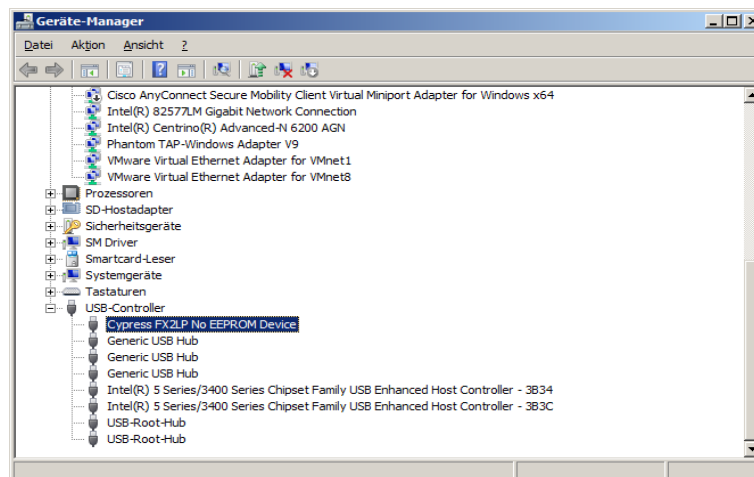 Geräte-Manager
Datei Aktion Ansicht ?
Cisco AnyConnect Secure Mobility Client Virtual Miniport Adapter for Windows x64
Intel(R) 82577LM Gigabit Network Connection
Intel(R) Centrino(R) Advanced-N 6200 AGN
Phantom TAP-Windows Adapter V9
VMware Virtual Ethernet Adapter for VMnet1
VMware Virtual Ethernet Adapter for VMnet8
Prozessoren
SD-Hostadapter
Sicherheitsgeräte
SM Driver
Smartcard-Leser
Systemgeräte
Tastaturen
USB-Controller
Cypress FX2LP No EEPROM Device
Generic USB Hub
Generic USB Hub
Generic USB Hub
Intel(R) 5 Series/3400 Series Chipset Family USB Enhanced Host Controller - 3B34
Intel(R) 5 Series/3400 Series Chipset Family USB Enhanced Host Controller - 3B3C
USB-Root-Hub
USB-Root-Hub